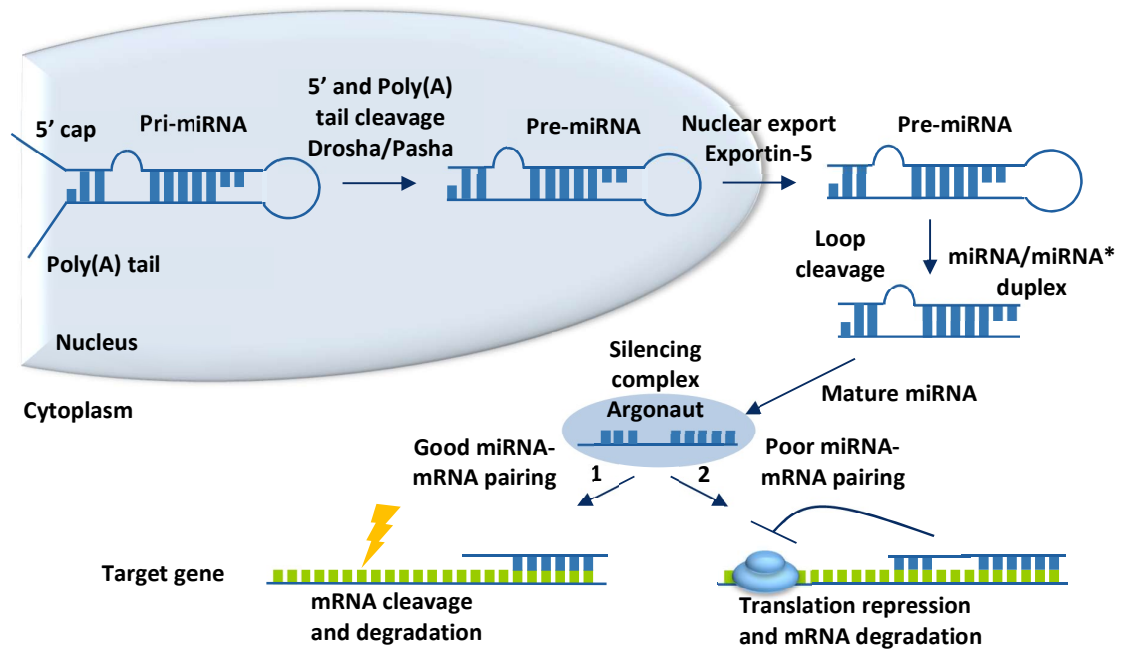 5’ cap
Pri-miRNA
5’ and Poly(A)
tail cleavage
Drosha/Pasha
Pre-miRNA
Nuclear export
Exportin-5
Pre-miRNA
Poly(A) tail
Loop
cleavage
miRNA/miRNA*
duplex
Nucleus
Cytoplasm
Silencing
complex
Argonaut
Mature miRNA
Good miRNA-
mRNA pairing
1
2
Poor miRNA-
mRNA pairing
Target gene
mRNA cleavage
and degradation
Translation repression
and mRNA degradation